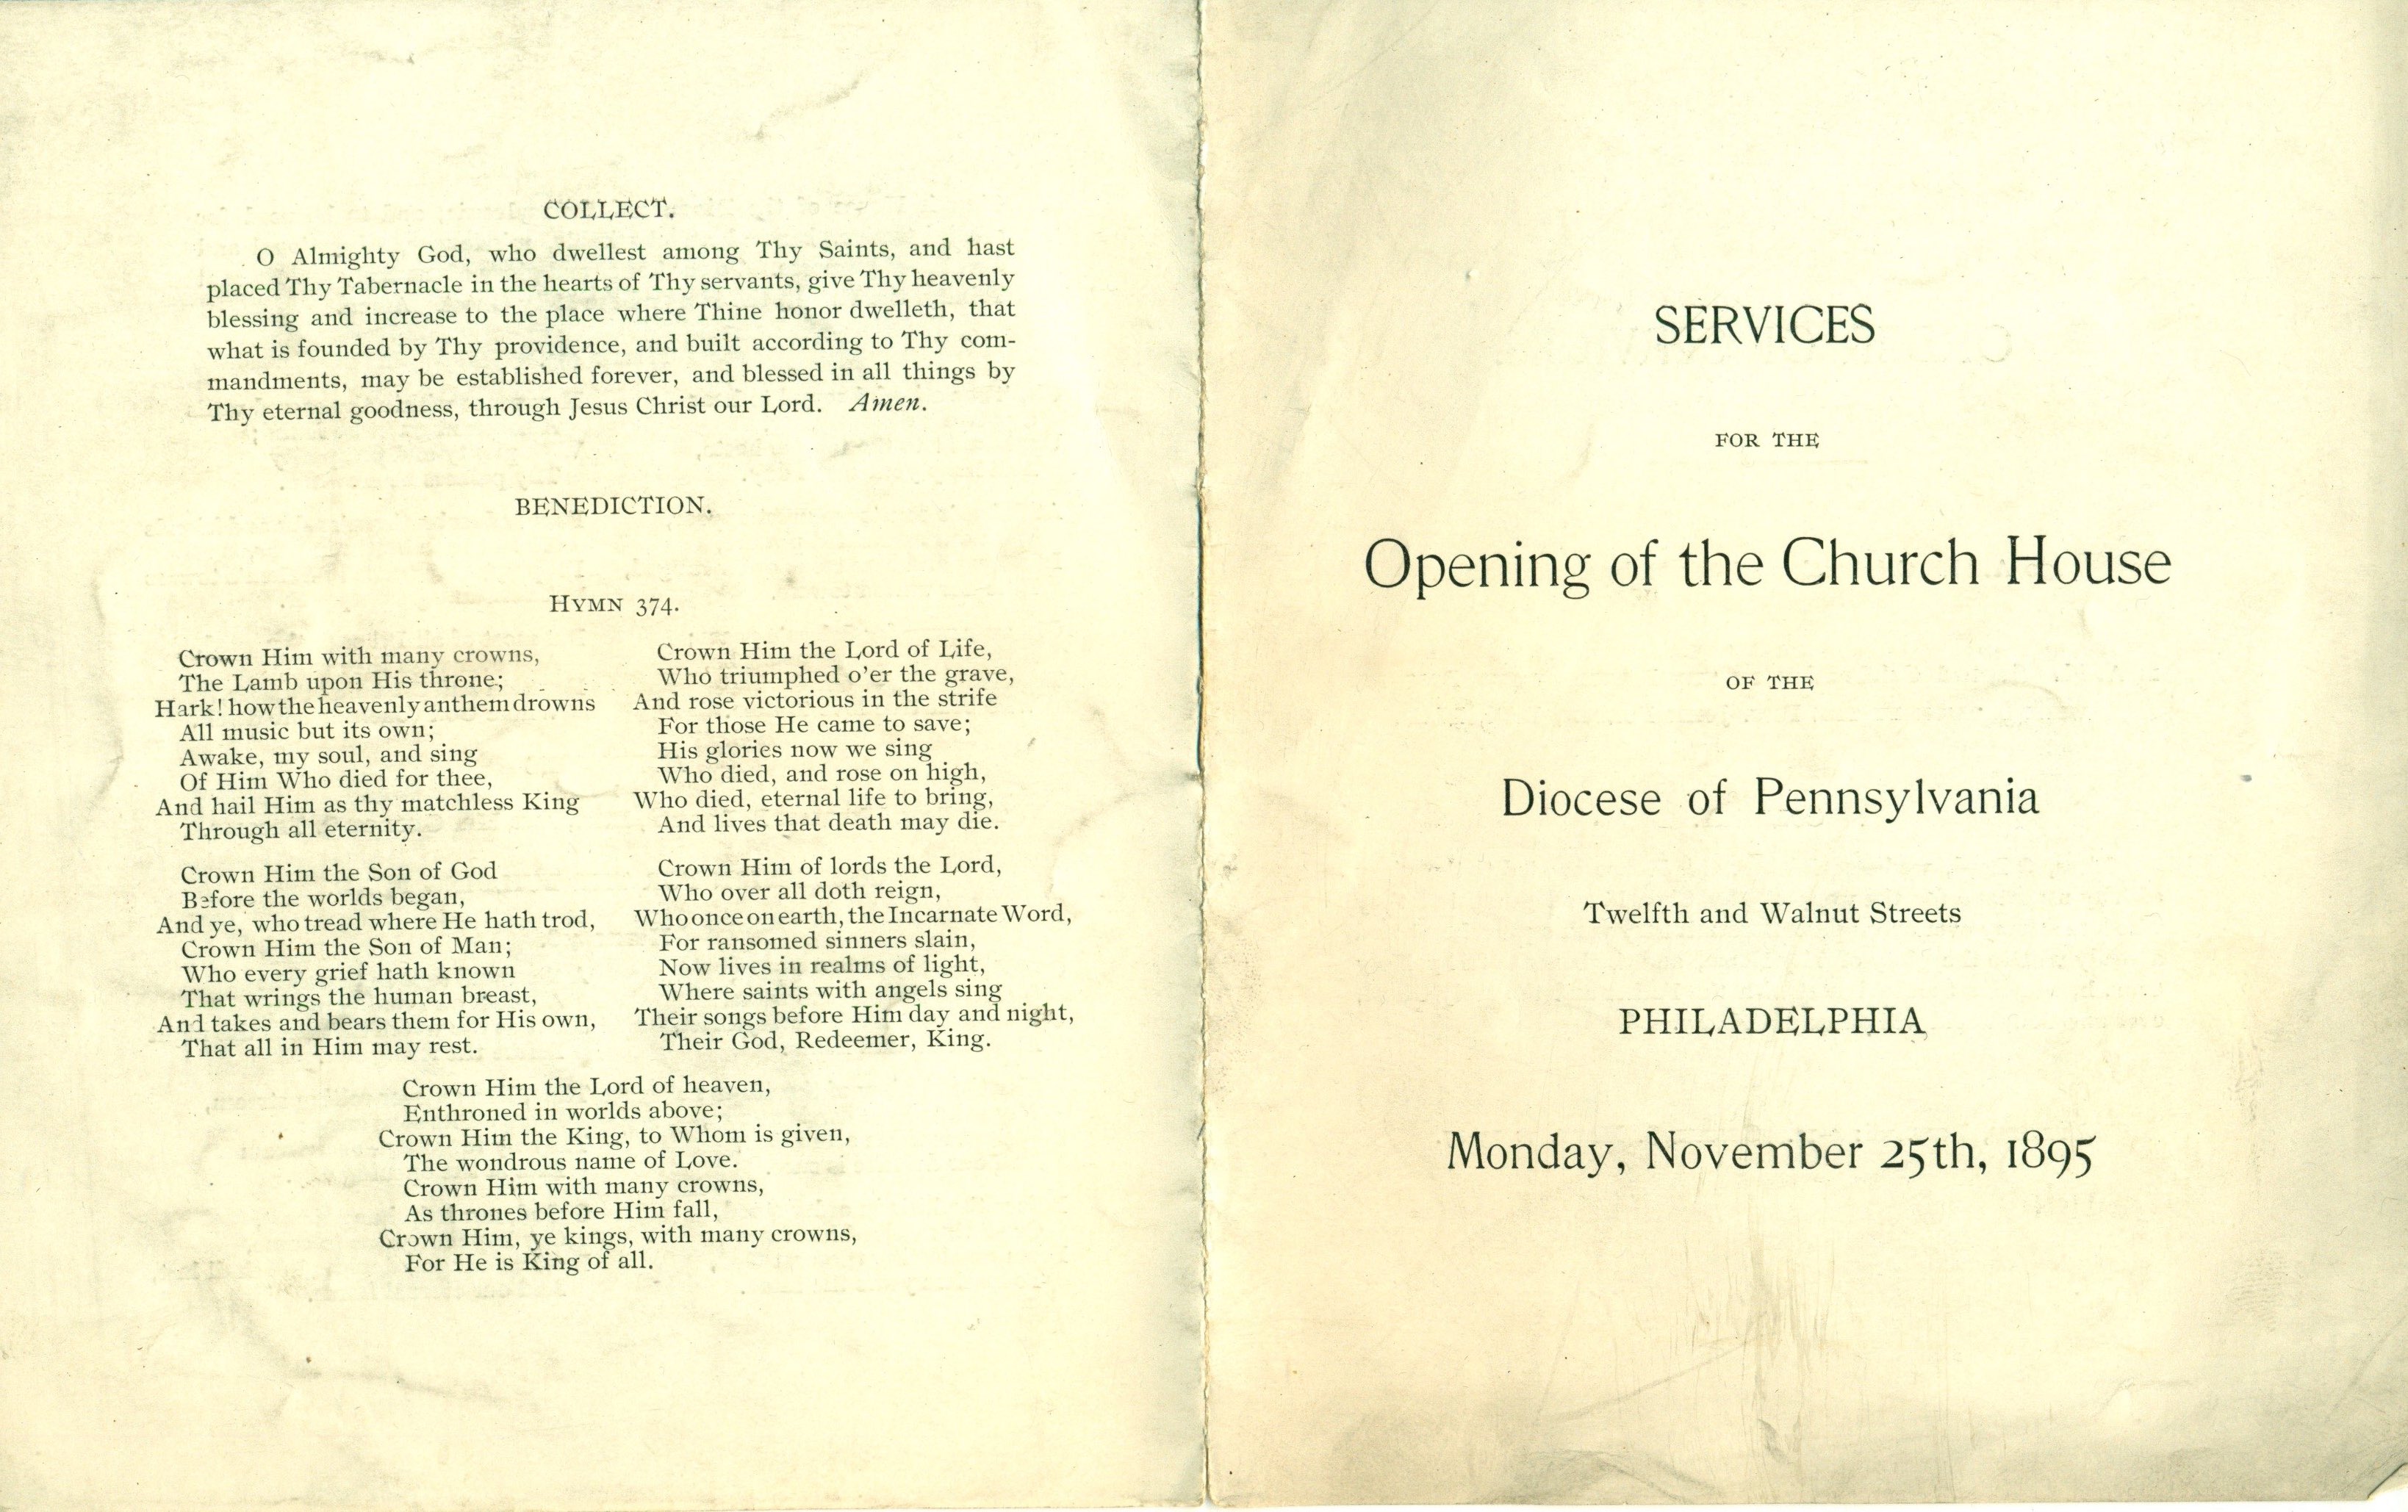 COLLECT.
O Almighty God, who dwellest among Thy Saints, and hast
placed Thy Tabernacle in the hearts of Thy servants, give Thy heavenly
blessing and increase to the place where Thine honor dwelleth, that
what is founded by Thy providence, and built according to Thy com-
mandments, may be established forever, and blessed in all things by
Thy eternal goodness, through Jesus Christ our Lord. Amen.
BENEDICTION.
HYMN 374.
Crown Him with many crowns,
The Lamb upon His throne;
Hark! how the heavenly anthem drowns
All music but its own;
Awake, my soul, and sing
Of Him Who died for thee,
And hail Him as thy matchless King
Through all eternity.
Crown Him the Son of God
Before the worlds began,
And ye, who tread where He hath trod,
Crown Him the Son of Man;
Who every grief hath known
That wrings the human breast,
And takes and bears them for His own,
That all in Him may rest.
Crown Him the Lord of Life,
Who triumphed o'er the grave,
And rose victorious in the strife
For those He came to save;
His glories now we sing
Who died, and rose on high,
Who died, eternal life to bring,
And lives that death may die.
Crown Him of lords the Lord,
Who over all doth reign,
Who once on earth, the Incarnate Word,
For ransomed sinners slain,
Now lives in realms of light,
Where saints with angels sing
Their songs before Him day and night,
Their God, Redeemer, King.
Crown Him the Lord of heaven,
Enthroned in worlds above;
Crown Him the King, to Whom is given,
The wondrous name of Love.
Crown Him with many crowns,
As thrones before Him fall,
Crown Him, ye kings, with many crowns,
For He is King of all.
SERVICES
FOR THE
Opening of the Church House
OF THE
Diocese of Pennsylvania
Twelfth and Walnut Streets
PHILADELPHIA
Monday, November 25th, 1895